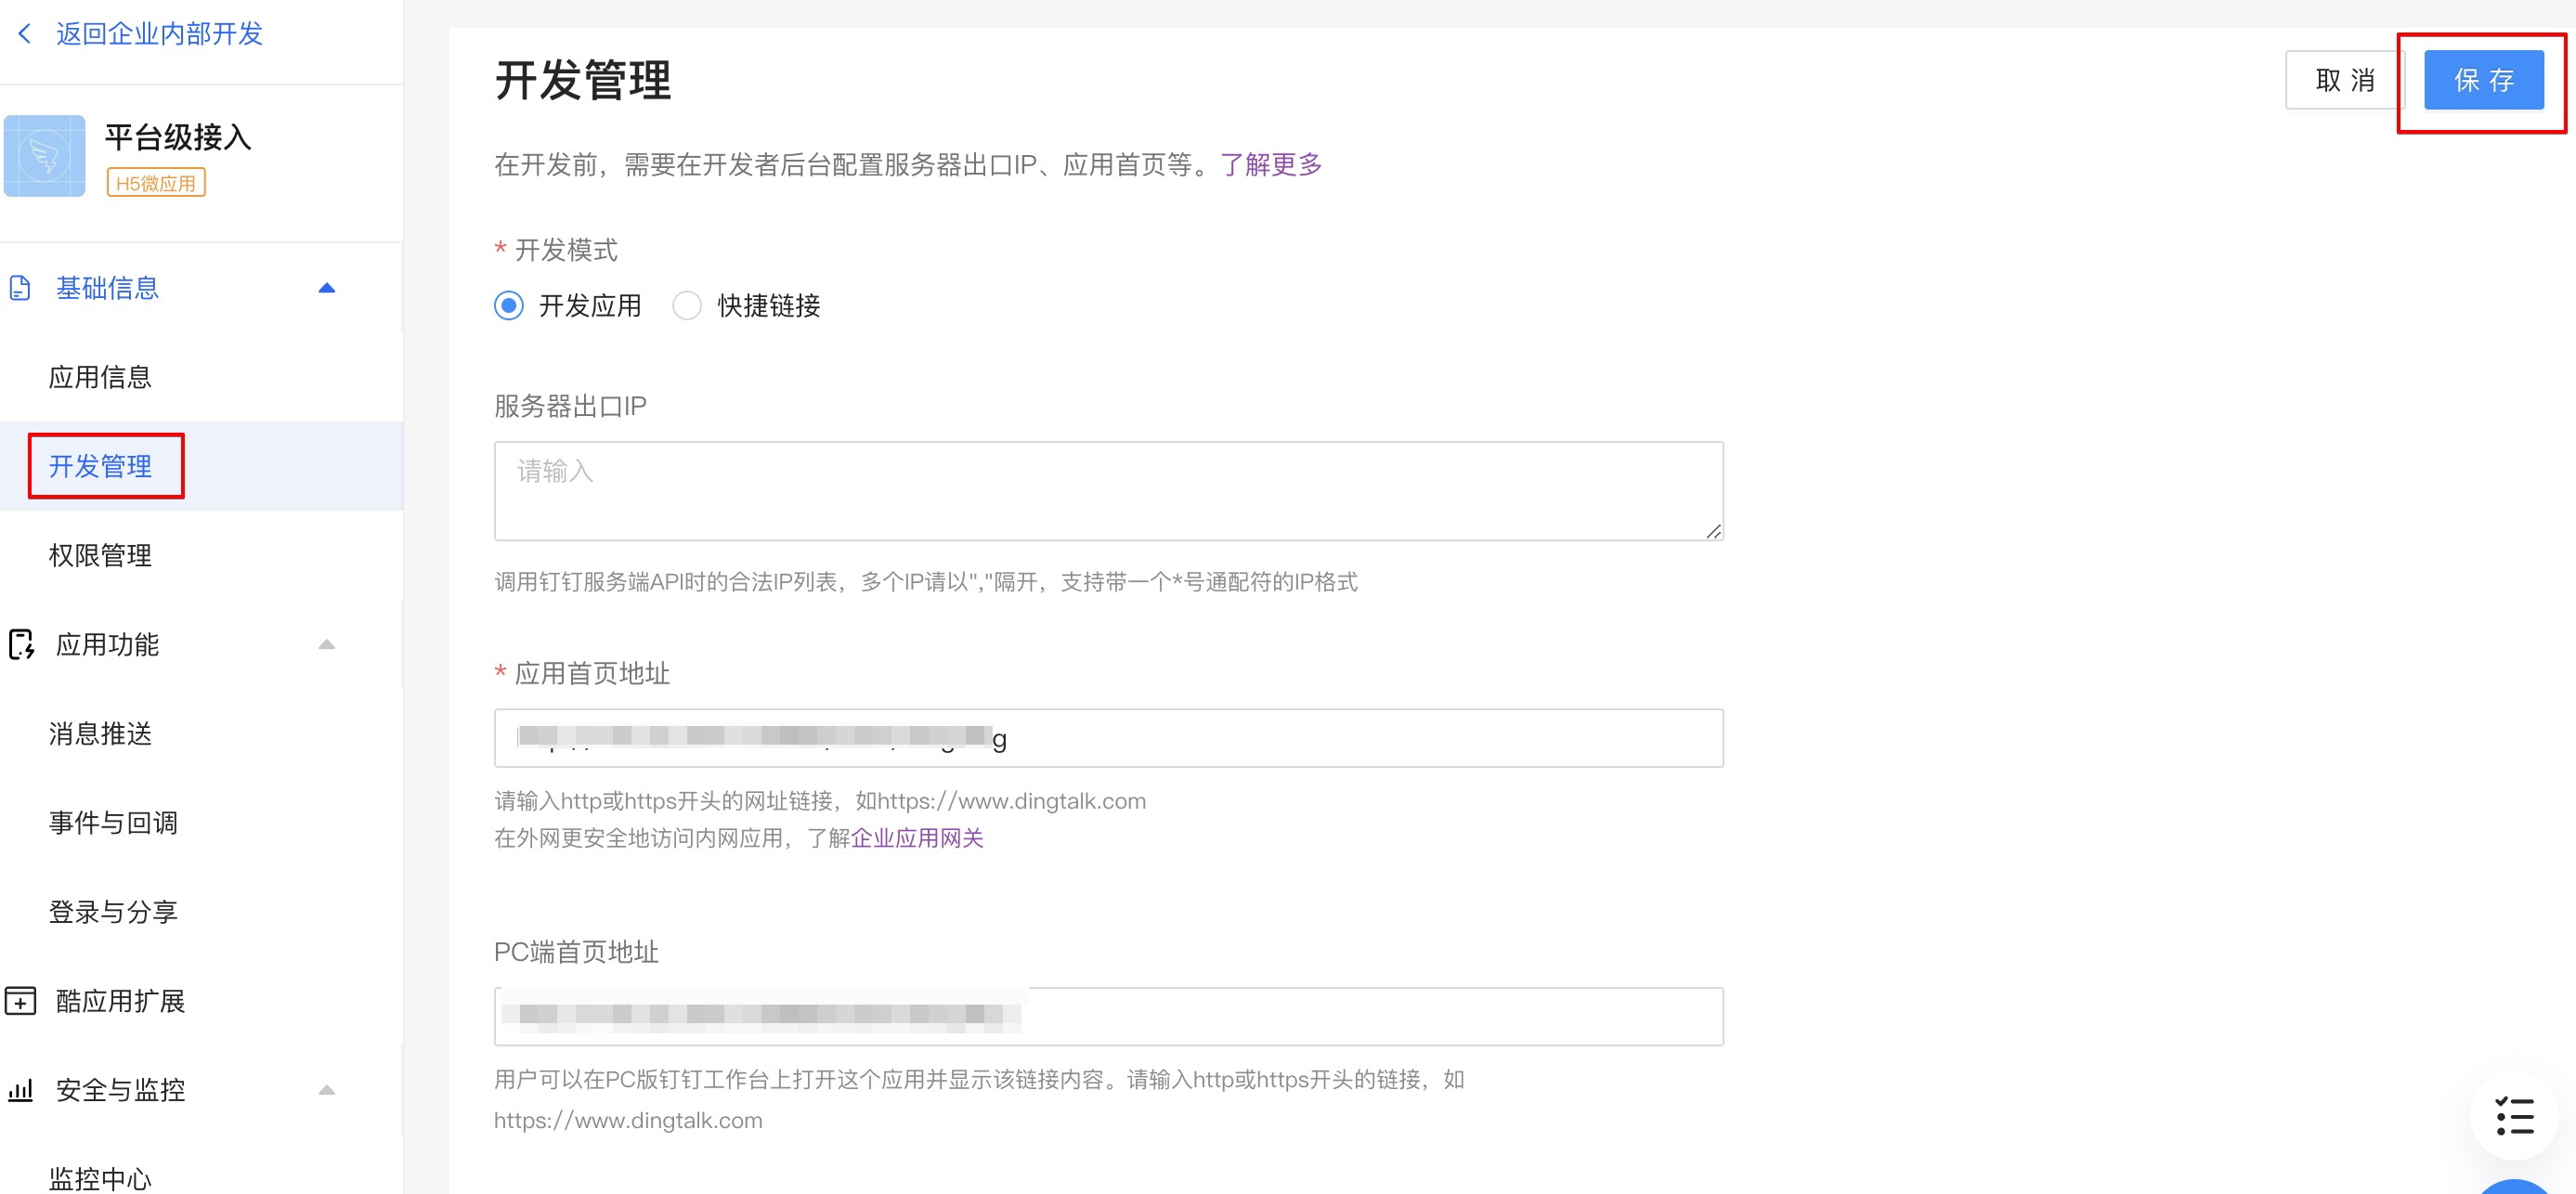 返回企业内部开发
平台级接入
H5微应用
基础信息
应用信息
开发管理
权限管理
应用功能
消息推送
事件与回调
登录与分享
酷应用扩展
安全与监控
监控中心
开发管理
取 消
保 存
在开发前，需要在开发者后台配置服务器出口IP、应用首页等。了解更多
* 开发模式
开发应用
快捷链接
服务器出口IP
请输入
调用钉钉服务端API时的合法IP列表，多个IP请以","隔开，支持带一个*号通配符的IP格式
* 应用首页地址
请输入http或https开头的网址链接，如https://www.dingtalk.com
在外网更安全地访问内网应用，了解企业应用网关
PC端首页地址
用户可以在PC版钉钉工作台上打开这个应用并显示该链接内容。请输入http或https开头的链接，如
https://www.dingtalk.com